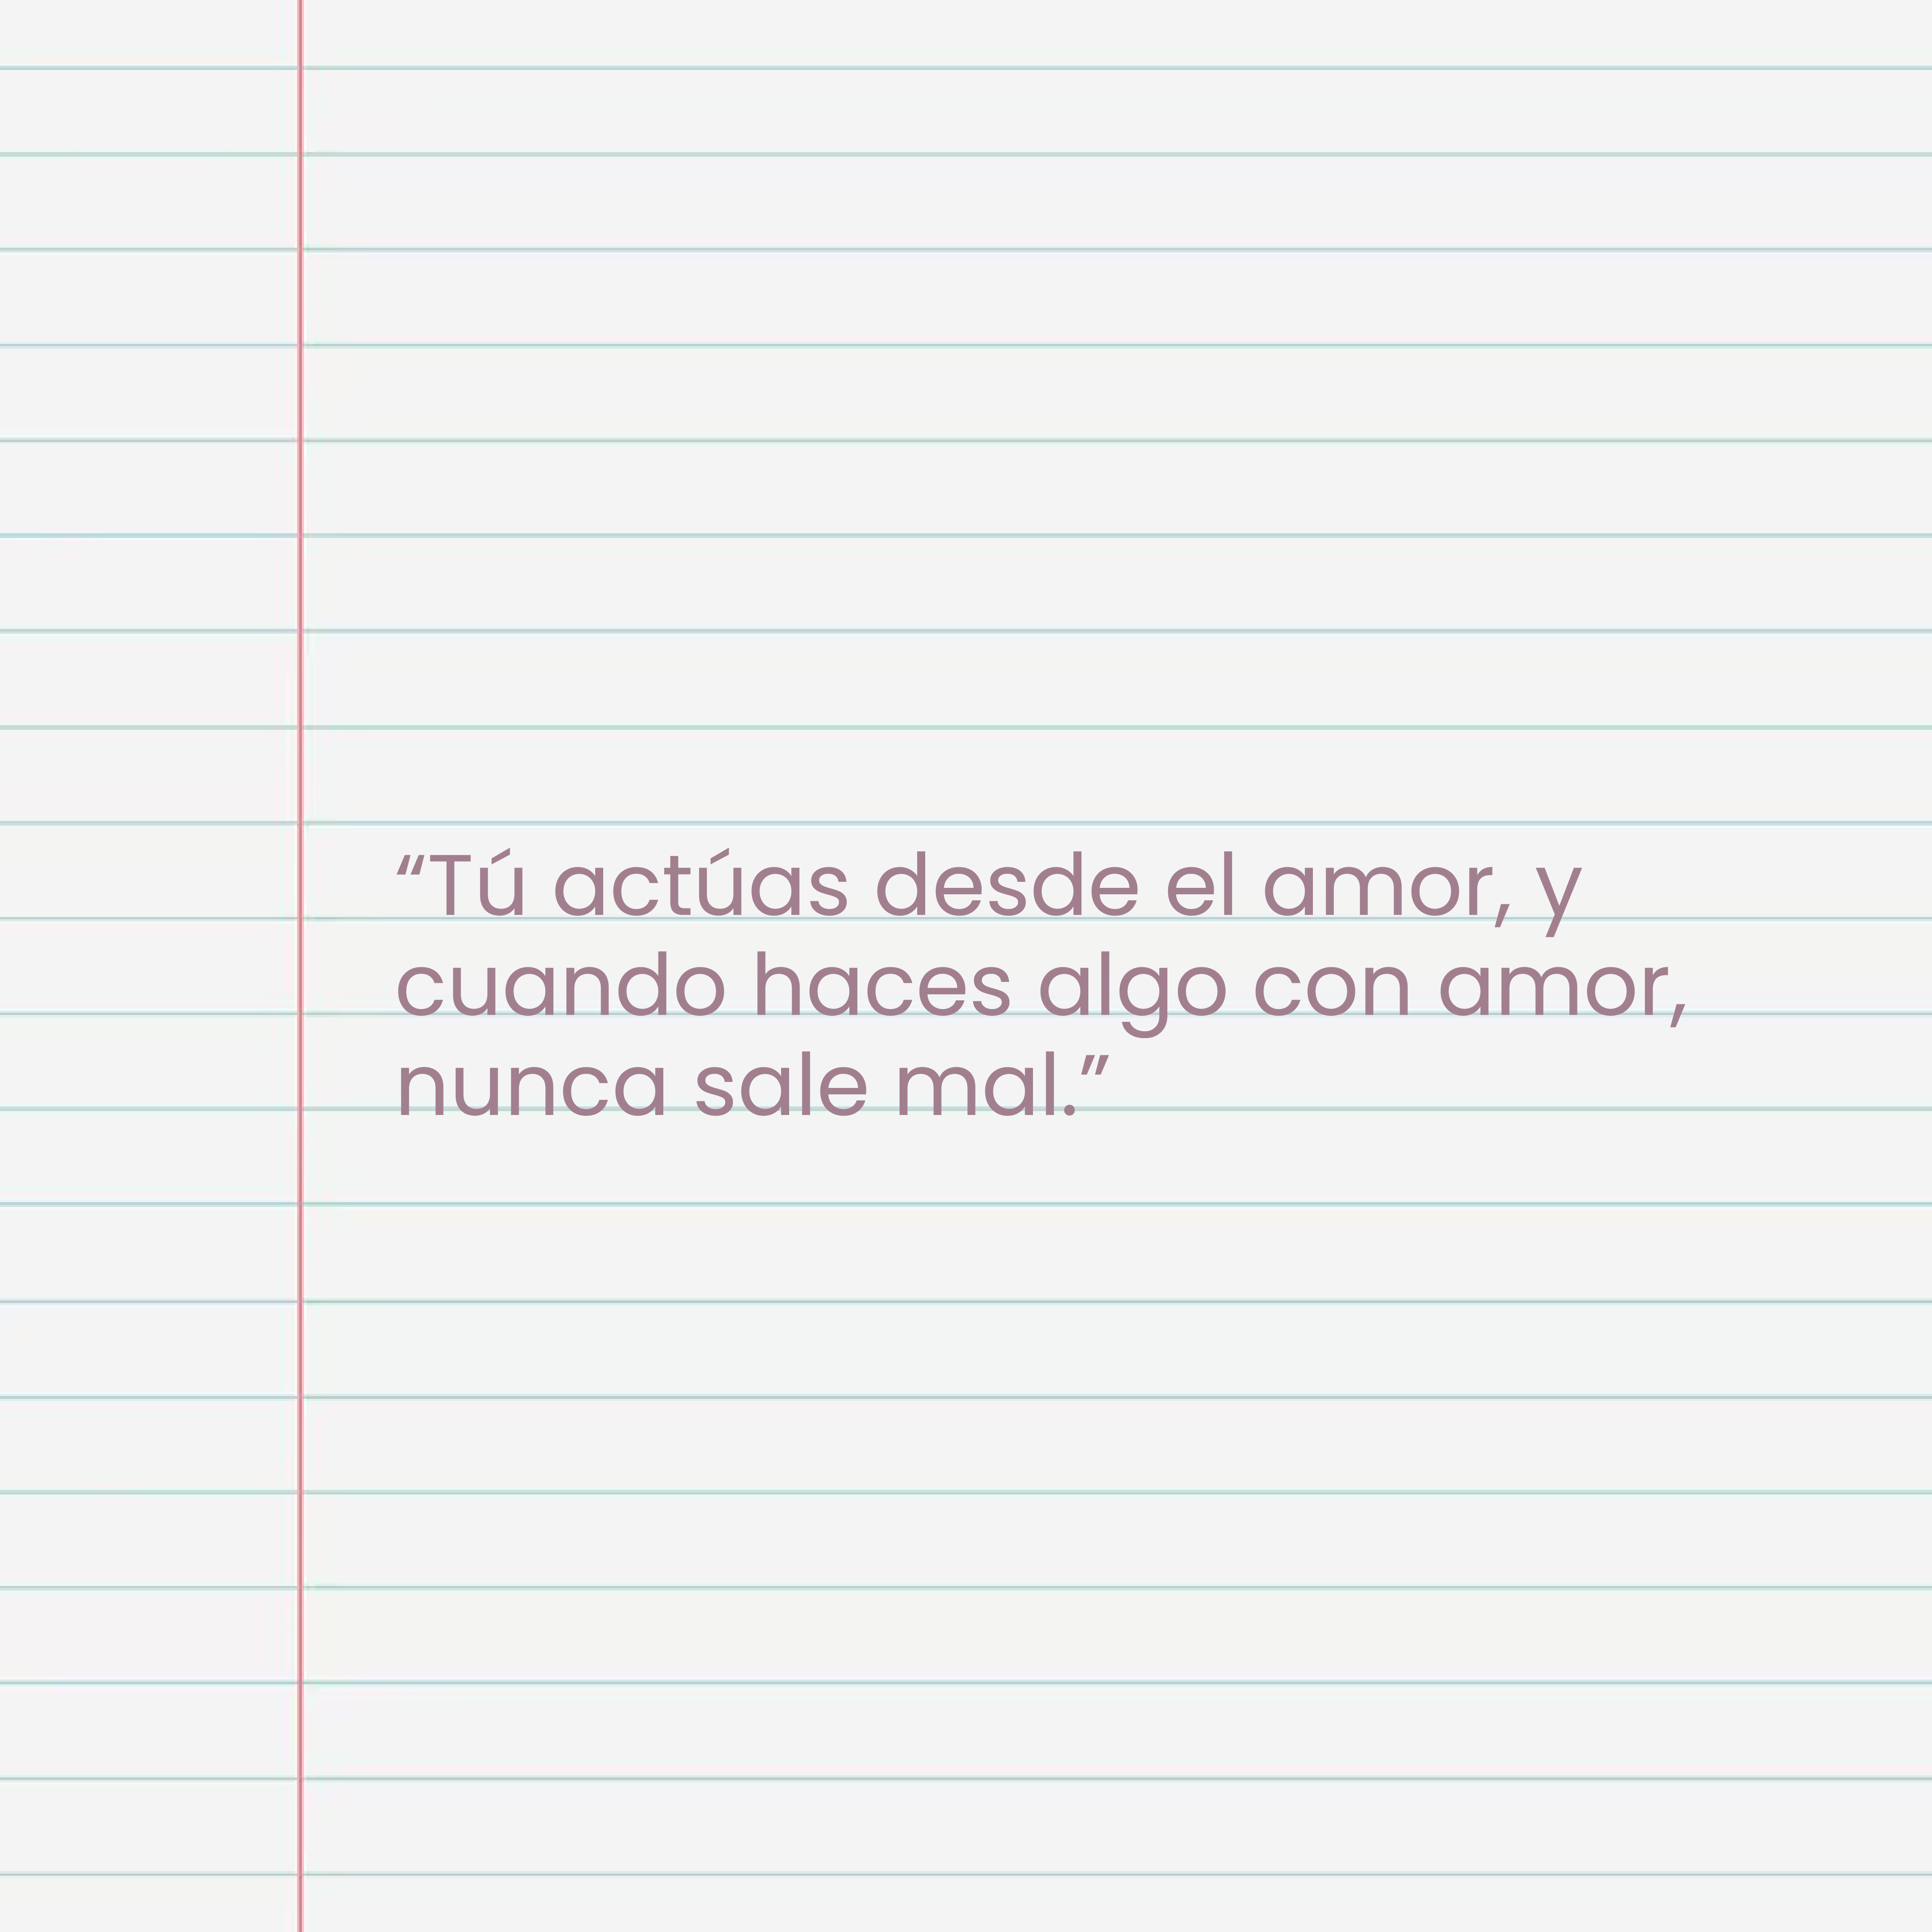 “Tú actúas desde el amor, y
cuando haces algo con amor,
nunca sale mal.”